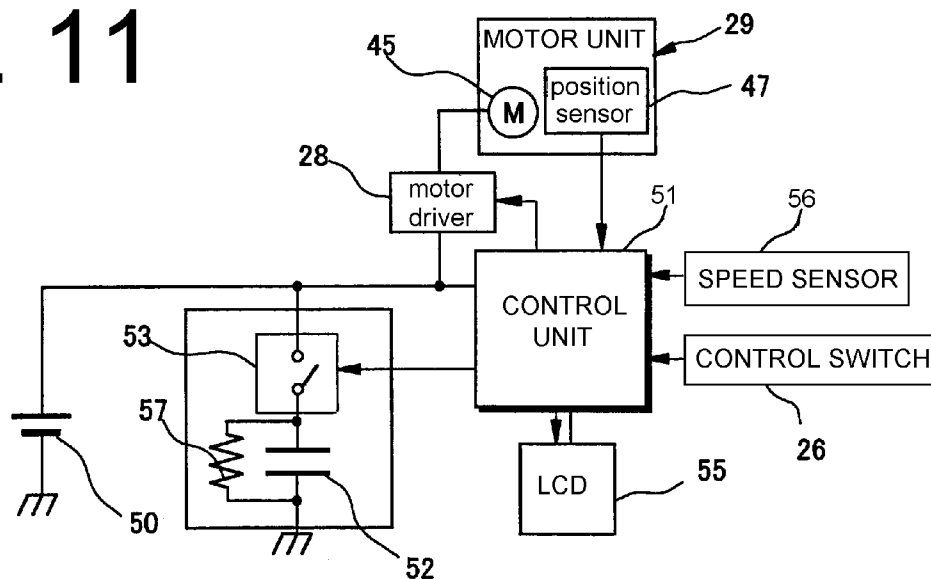 . 11
MOTOR UNIT
29
45
position
sensor
47
M
28
motor
driver
51
56
SPEED SENSOR
CONTROL
UNIT
53
CONTROL SWITCH
57
26
LCD
55
50
52